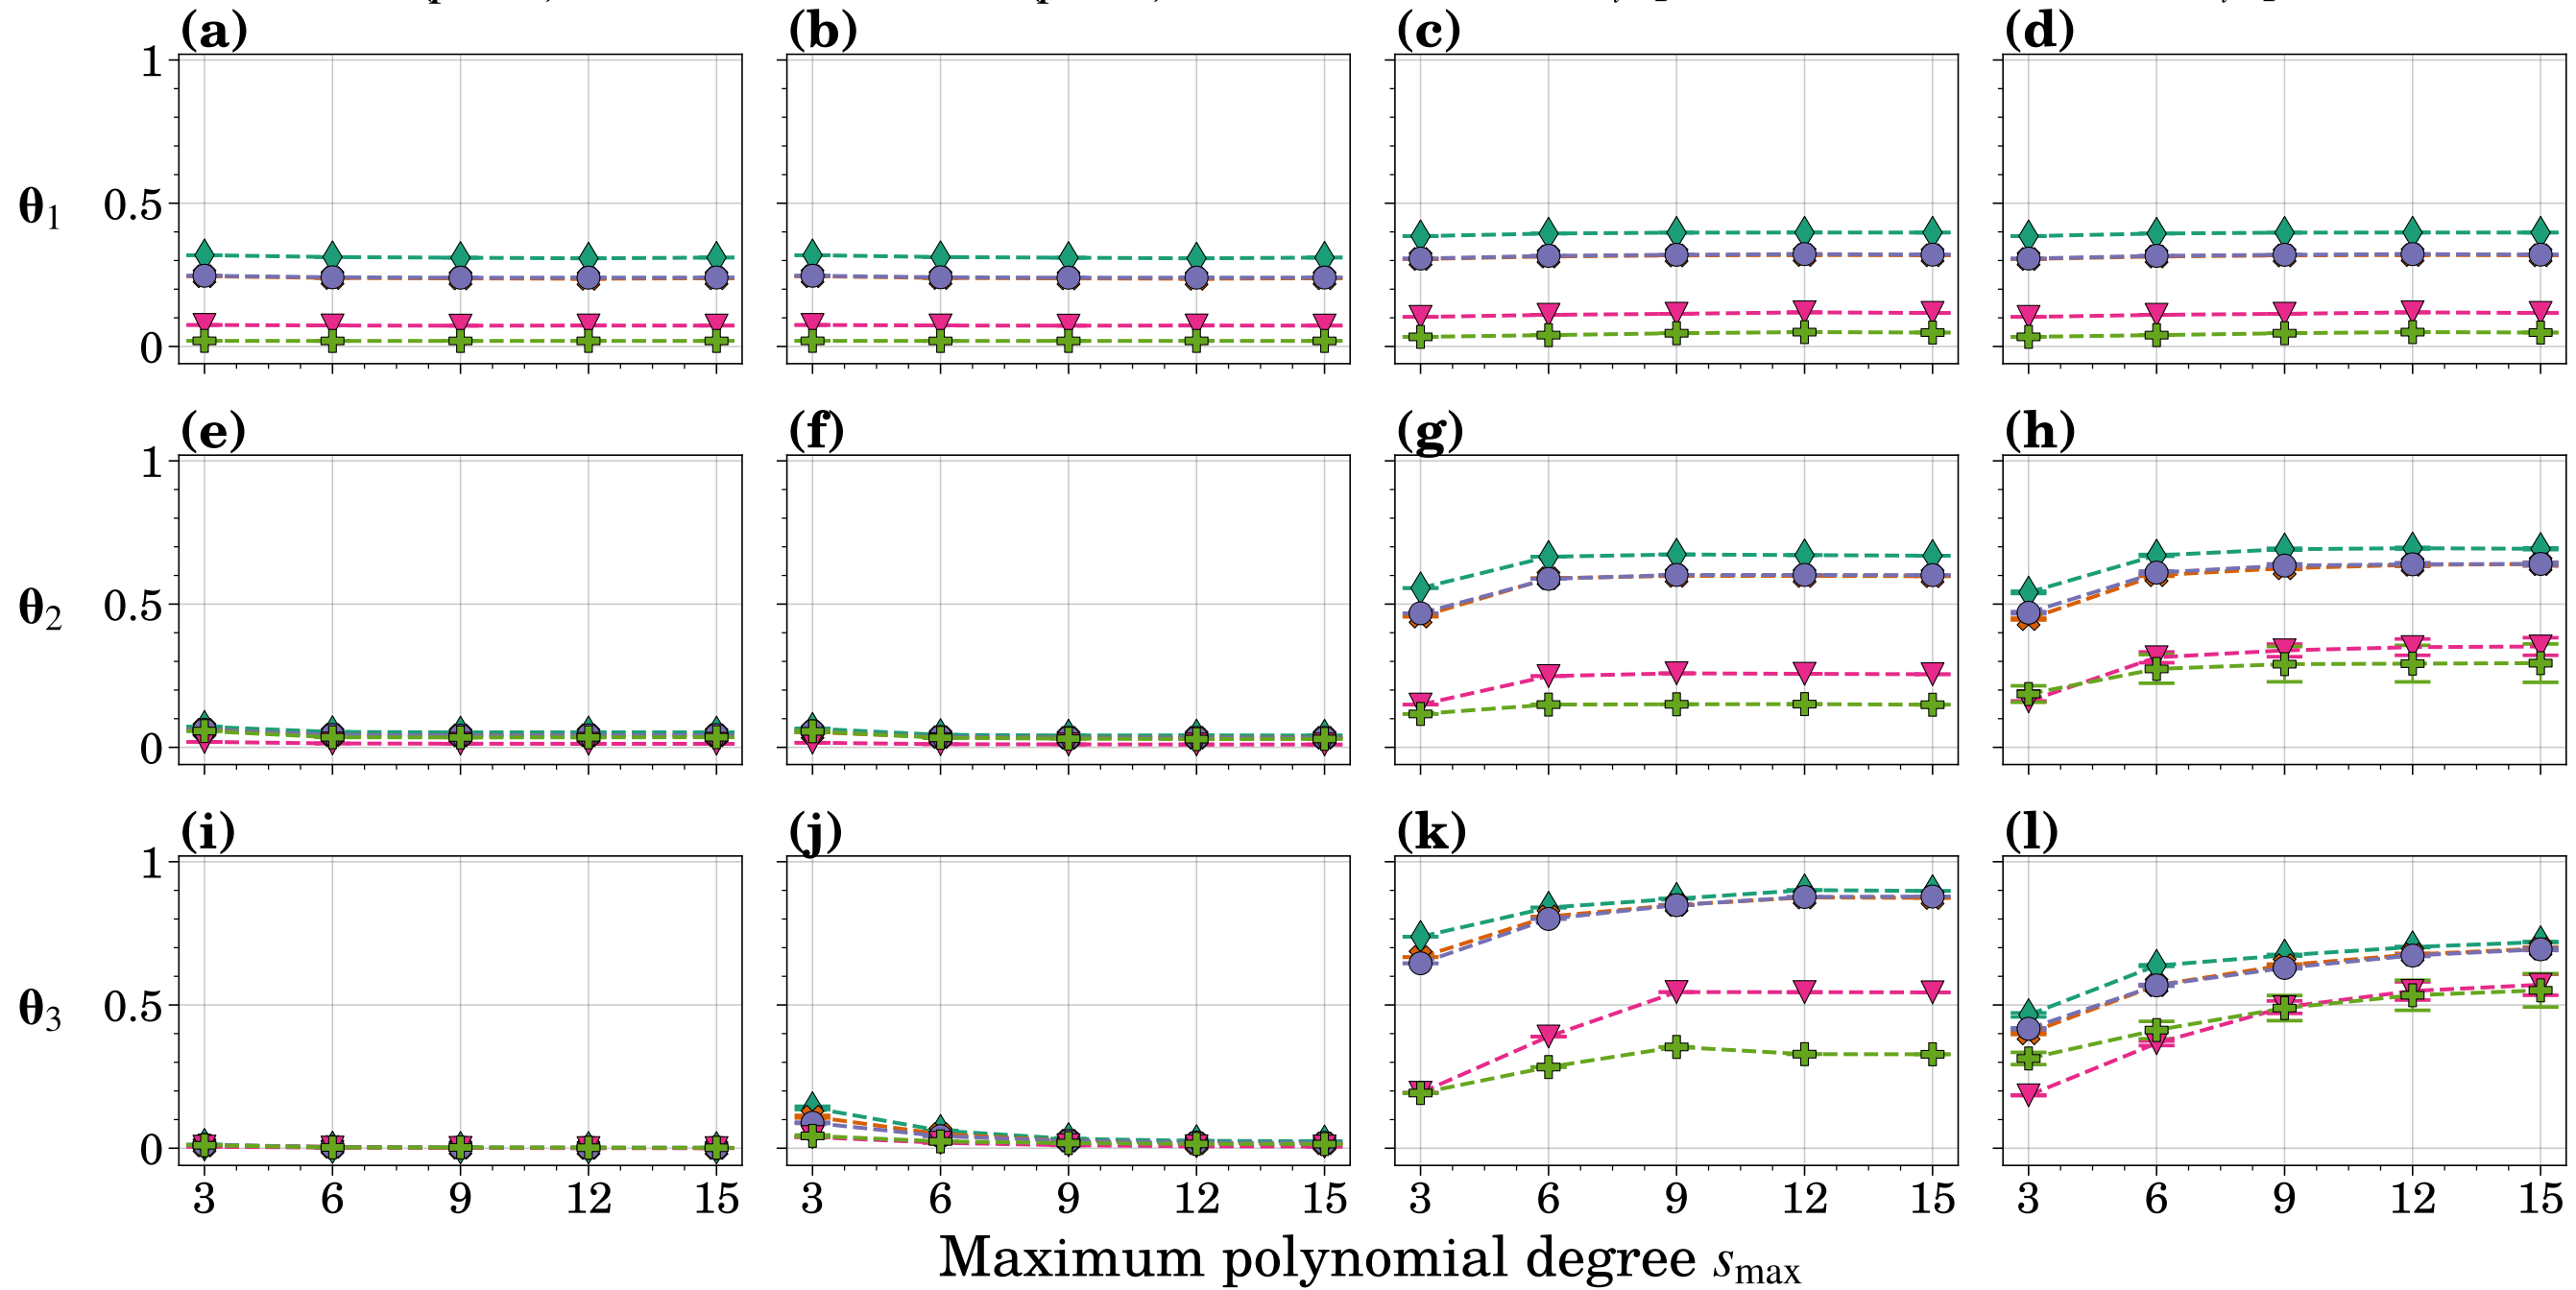 (a) (b) (c) (d)
1
θ1 0.5
0
(e) (f) (g) (h)
1
θ2 0.5
0
(i) (j) (k) (l)
1
θ3 0.5
0
3 6 9 12 15 3 6 9 12 15 3 6 9 12 15 3 6 9 12 15
Maximum polynomial degree smax